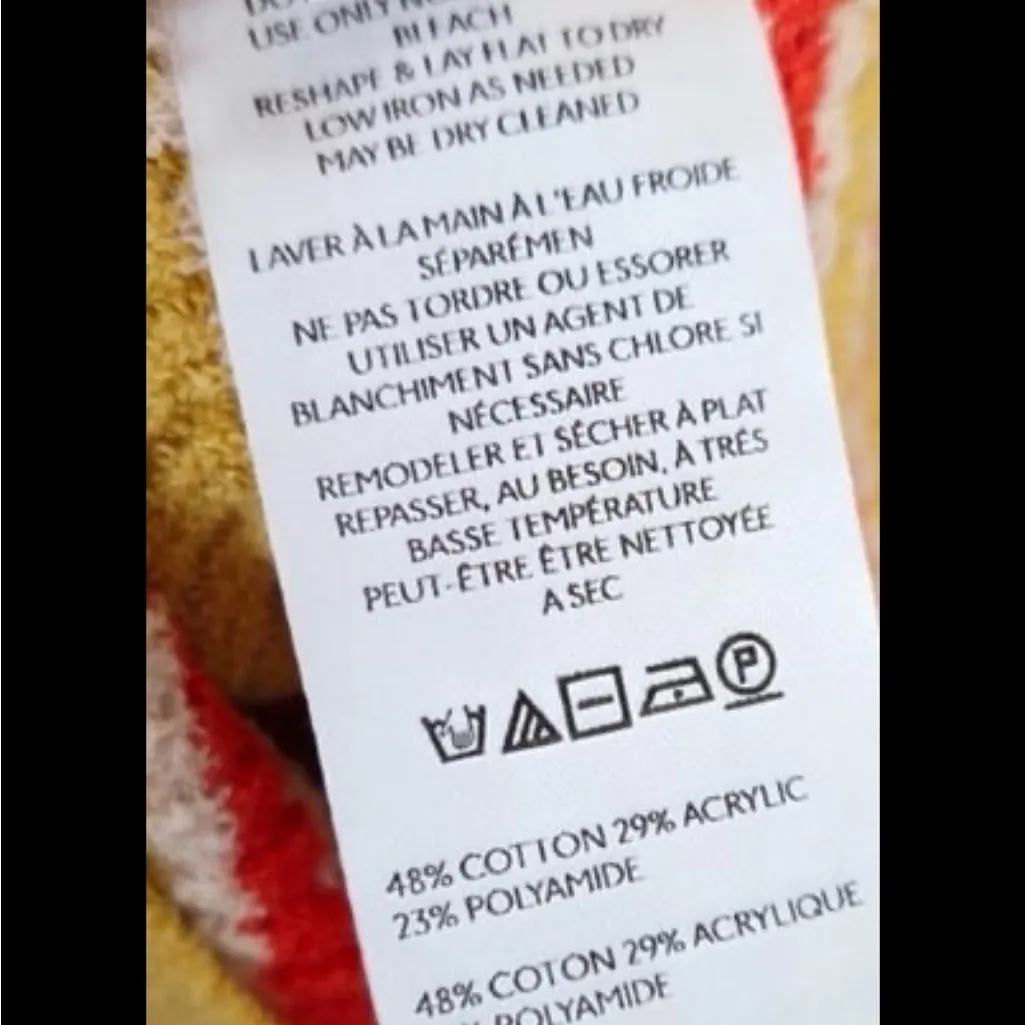 USE ONLY
BLEACH
RESHAPE & LAY FLAT TO DRY
LOW IRON AS NEEDED
MAY BE DRY CLEANED
LAVER À LA MAIN À L'EAU FROIDE
SÉPARÉMEN
NE PAS TORDRE OU ESSORER
UTILISER UN AGENT DE
BLANCHIMENT SANS CHLORE SI
NÉCESSAIRE
REMODELER ET SÉCHER À PLAT
REPASSER, AU BESOIN, À TRÉS
BASSE TEMPÉRATURE
PEUT-ÊTRE ÊTRE NETTOYÉE
A SEC
P
48% COTTON 29% ACRYLIC
23% POLYAMIDE
48% COTON 29% ACRYLIQUE
POLYAMIDE